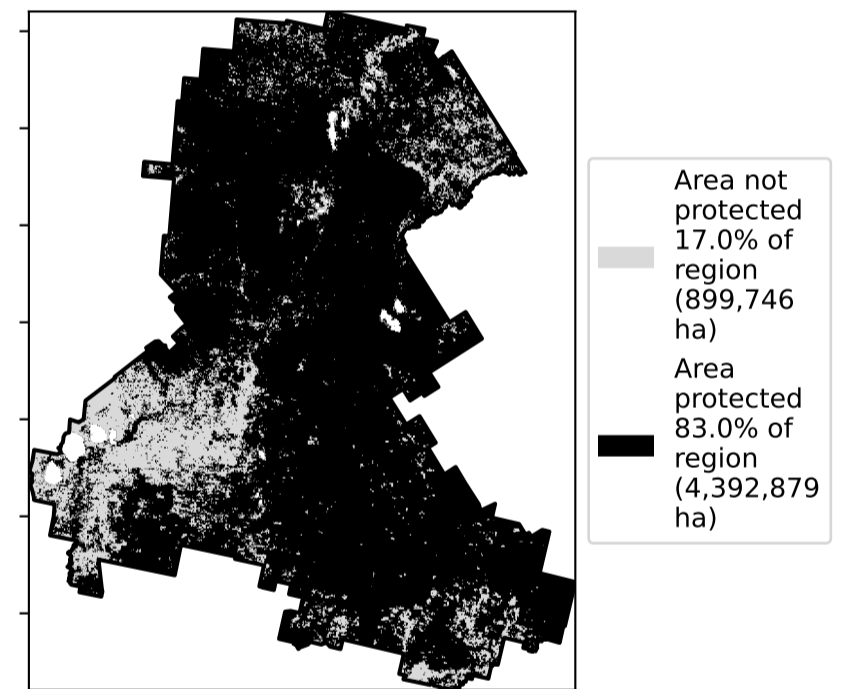 Area not
protected
17.0% of
region
(899,746
ha)
Area
protected
83.0% of
region
(4,392,879
ha)